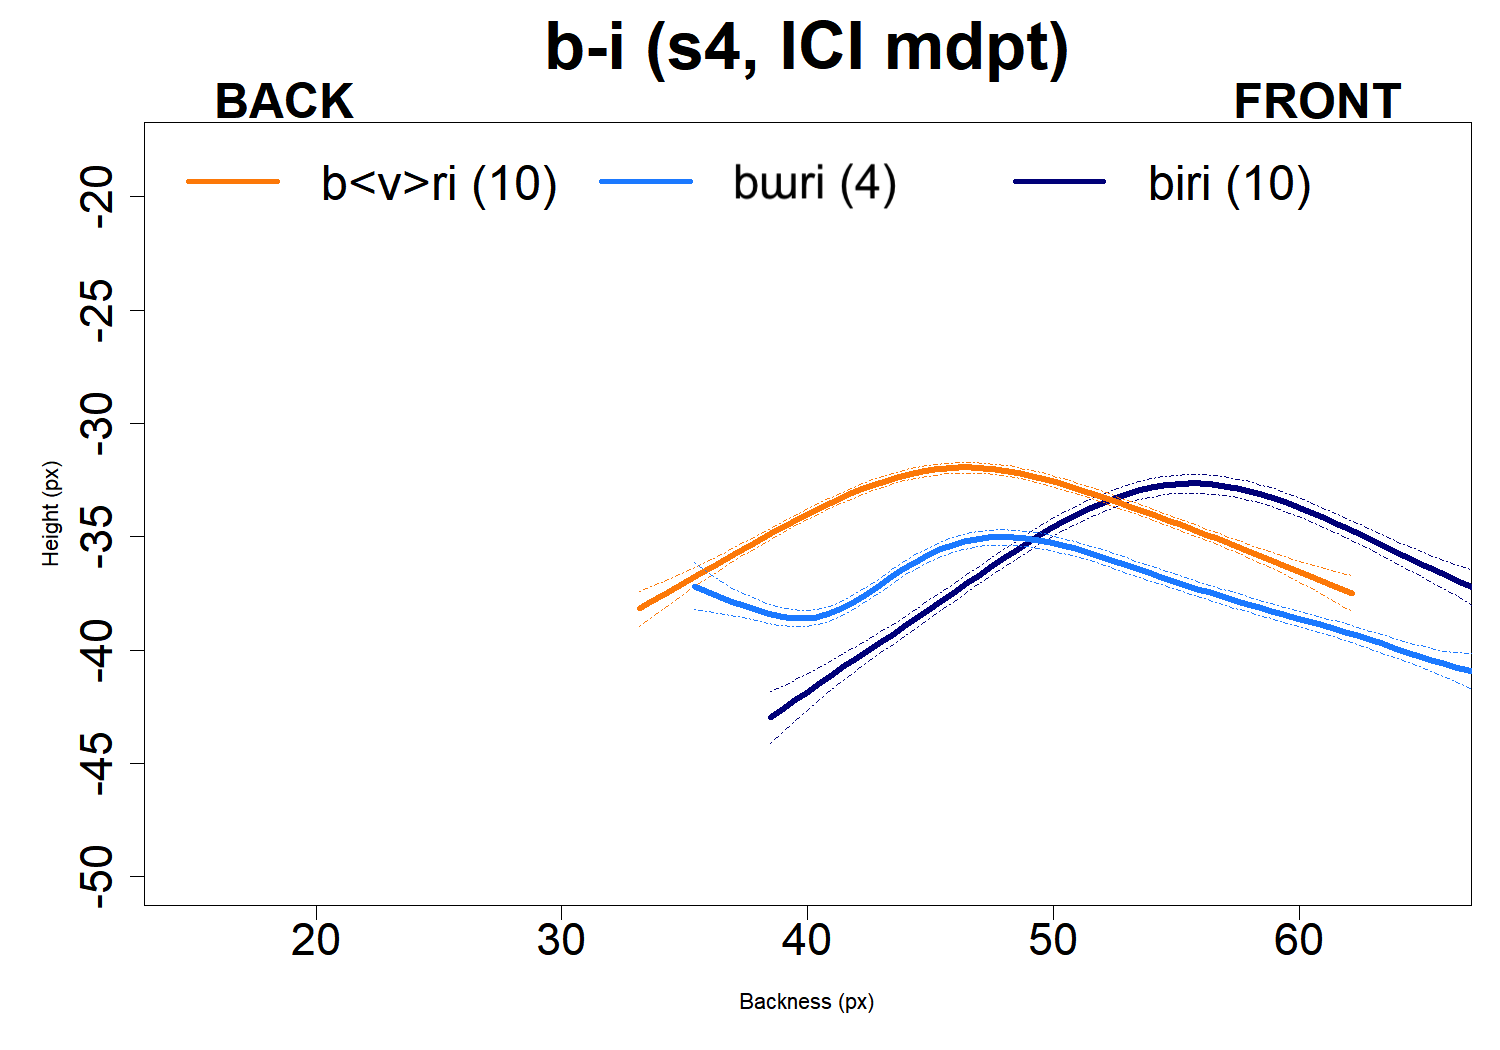 b-i (s4, ICI mdpt)
BACK FRONT
b<v>ri (10) bɯri (4) biri (10)
-20
-25
-30
-35
-40
-45
-50
Height (px)
20 30 40 50 60
Backness (px)